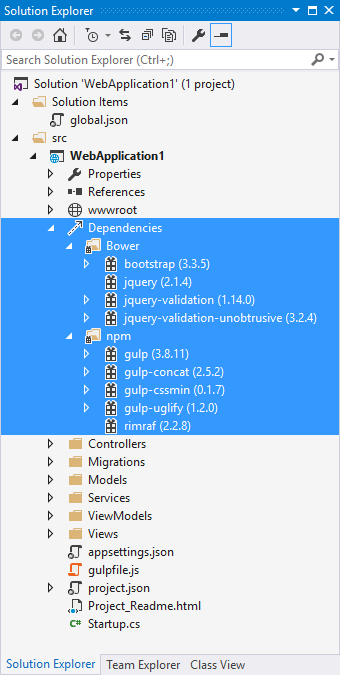 Solution Explorer
Search Solution Explorer (Ctrl+;)
Solution 'WebApplication1' (1 project)
Solution Items
global.json
src
WebApplication1
Properties
References
wwwroot
Dependencies
Bower
bootstrap (3.3.5)
jquery (2.1.4)
jquery-validation (1.14.0)
jquery-validation-unobtrusive (3.2.4)
npm
gulp (3.8.11)
gulp-concat (2.5.2)
gulp-cssmin (0.1.7)
gulp-uglify (1.2.0)
rimraf (2.2.8)
Controllers
Migrations
Models
Services
ViewModels
Views
appsettings.json
gulpfile.js
project.json
Project_Readme.html
C# Startup.cs
Solution Explorer Team Explorer Class View